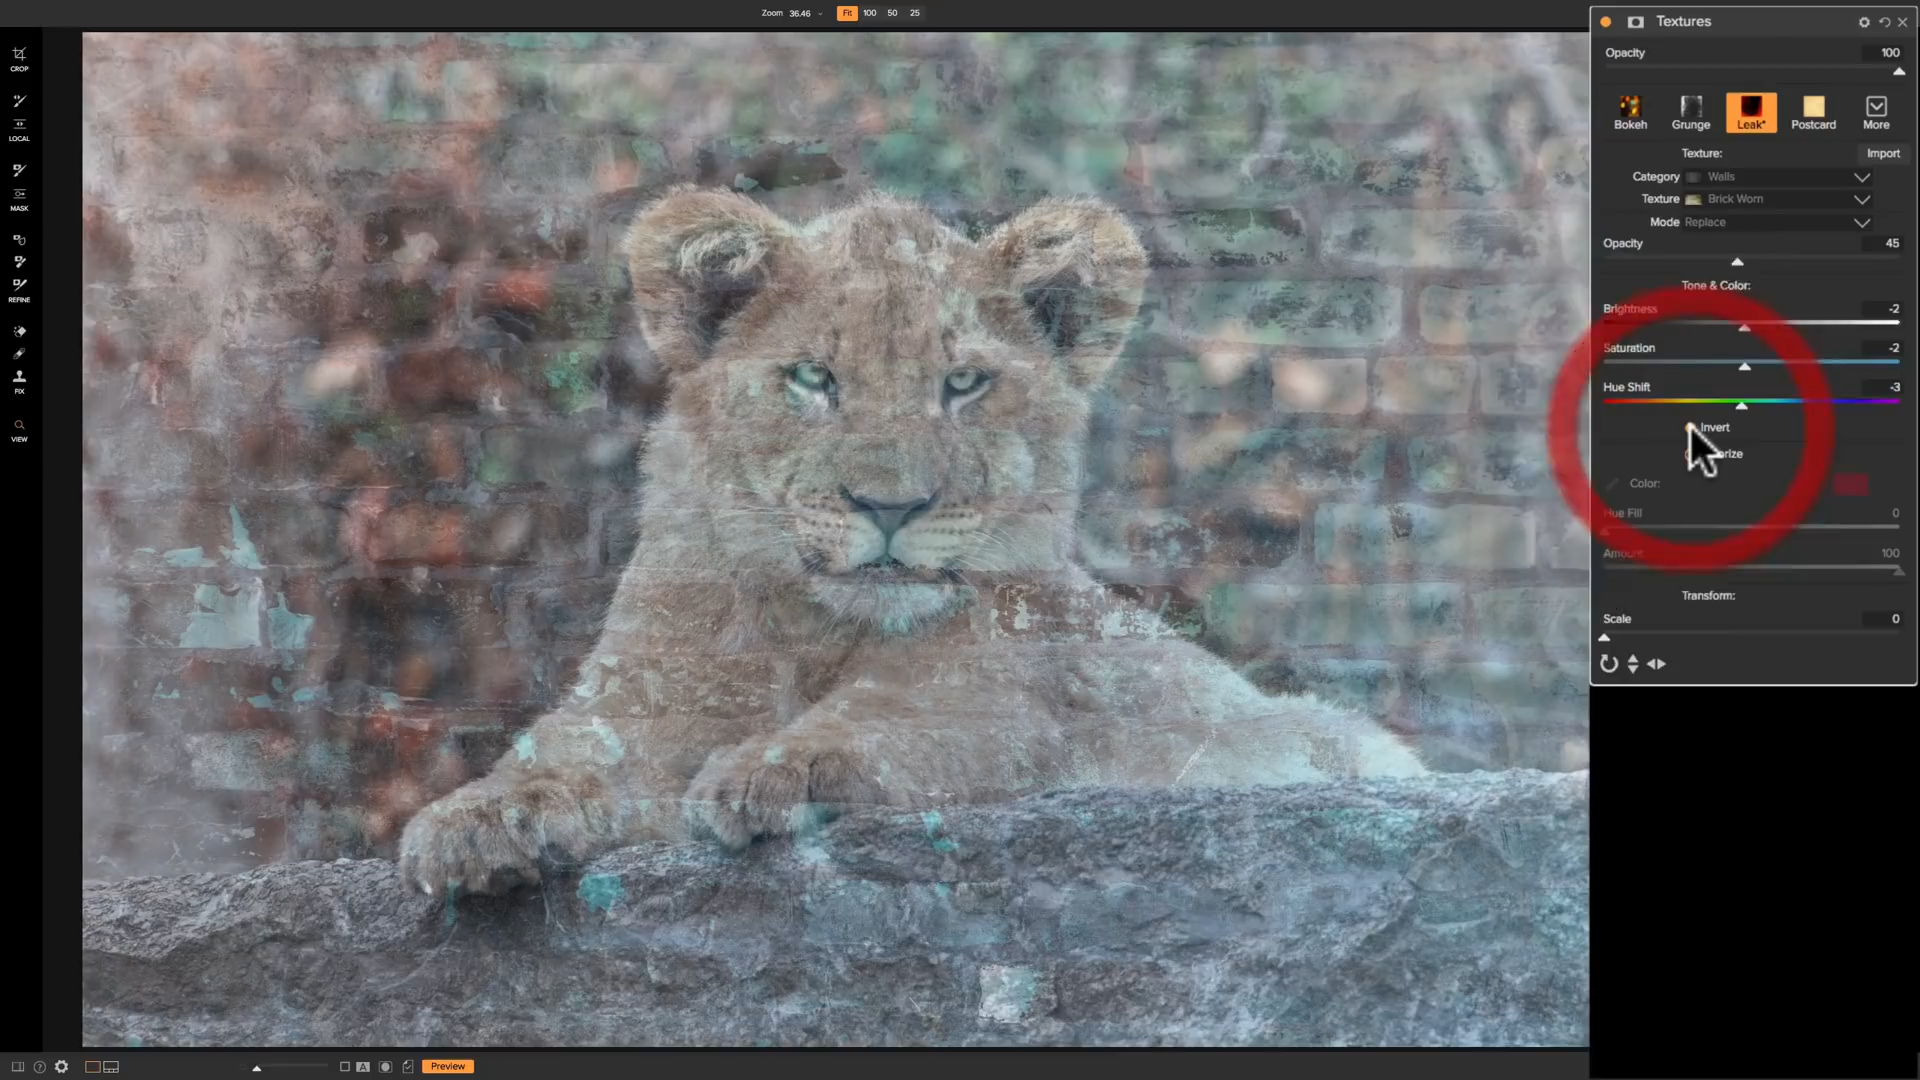 Zoom 36.46 Fit 100 50 25
CROP
LOCAL
MASK
REFINE
FIX
VIEW
Textures
Opacity 100
Bokeh Grunge Leak* Postcard More
Texture: Import
Category Walls
Texture Brick Worn
Mode Replace
Opacity 45
Tone & Color:
Brightness -2
Saturation -2
Hue Shift -3
Invert
Color:
Hue Fill 0
Amount 100
Transform:
Scale 0
A Preview